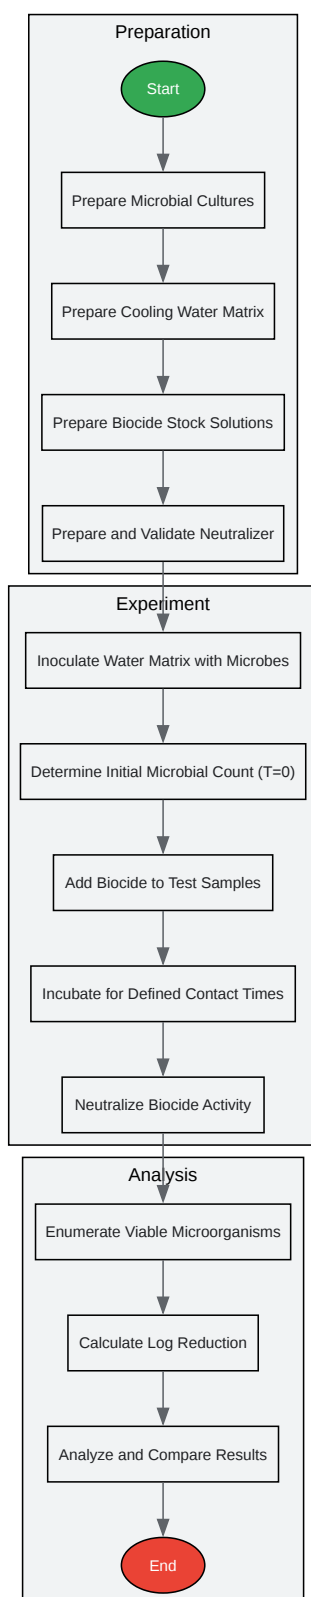 Preparation
Start
Prepare Microbial Cultures
Prepare Cooling Water Matrix
Prepare Biocide Stock Solutions
Prepare and Validate Neutralizer
Experiment
Inoculate Water Matrix with Microbes
Determine Initial Microbial Count (T=0)
Add Biocide to Test Samples
Incubate for Defined Contact Times
Neutralize Biocide Activity
Analysis
Enumerate Viable Microorganisms
Calculate Log Reduction
Analyze and Compare Results
End